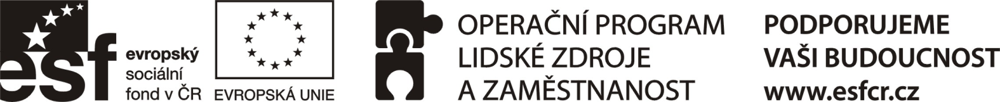 esf
evropský
sociální
fond v ČR
EVROPSKÁ UNIE
OPERAČNÍ PROGRAM
LIDSKÉ ZDROJE
A ZAMĚSTNANOST
PODPORUJEME
VAŠI BUDOUCNOST
www.esfcr.cz